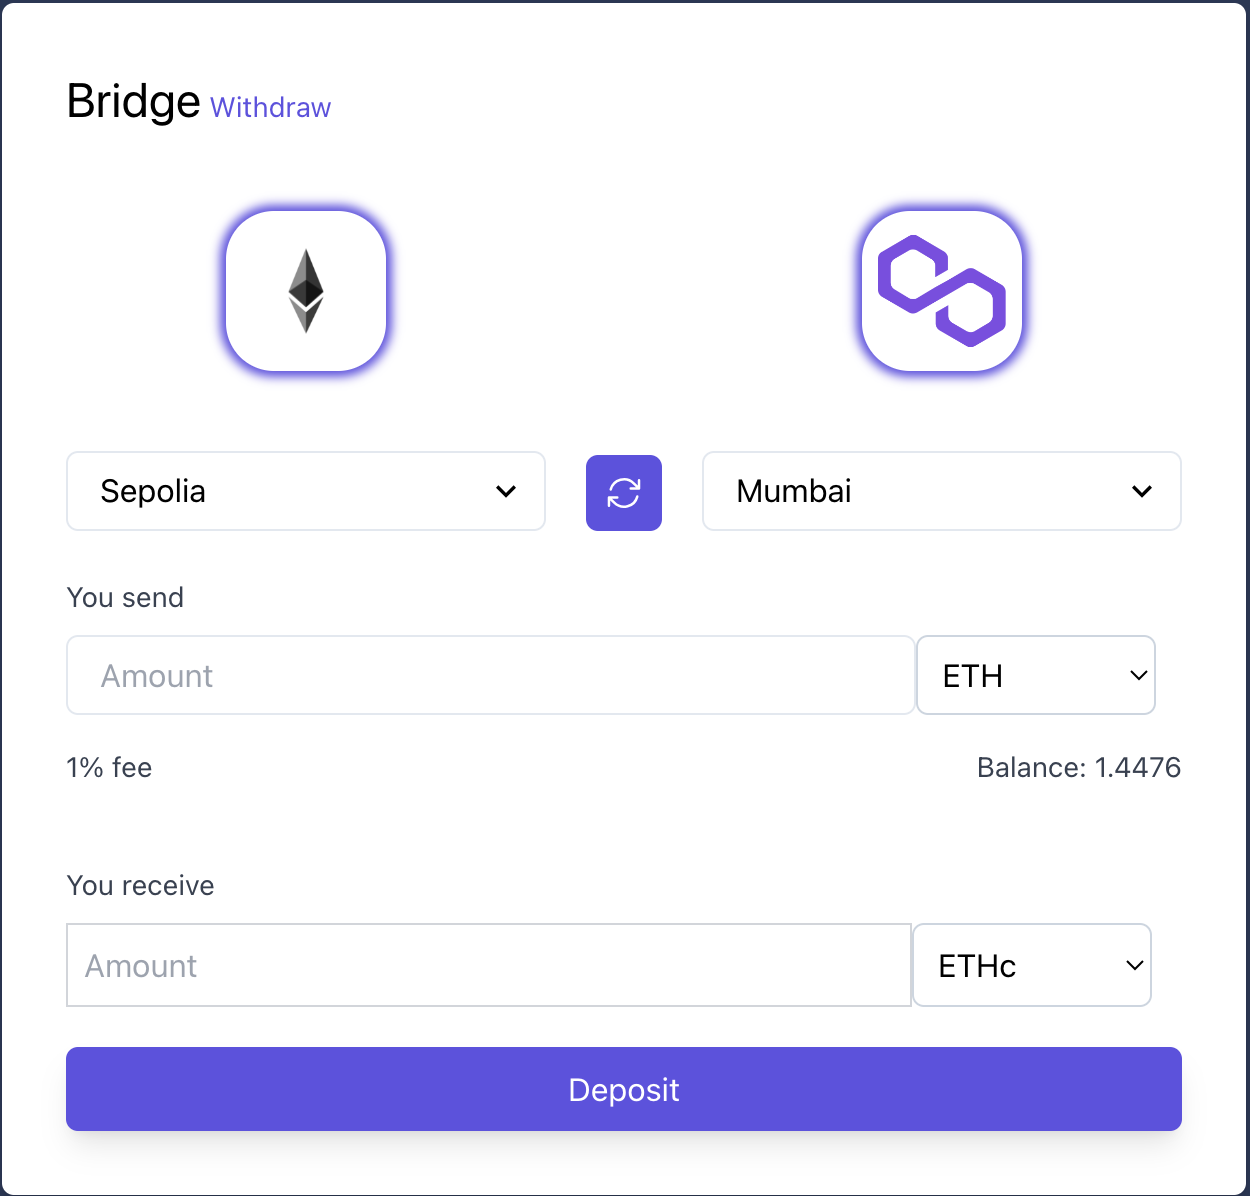 Bridge Withdraw
Sepolia
Mumbai
You send
Amount
ETH
1% fee
Balance: 1.4476
You receive
Amount
ETHc
Deposit